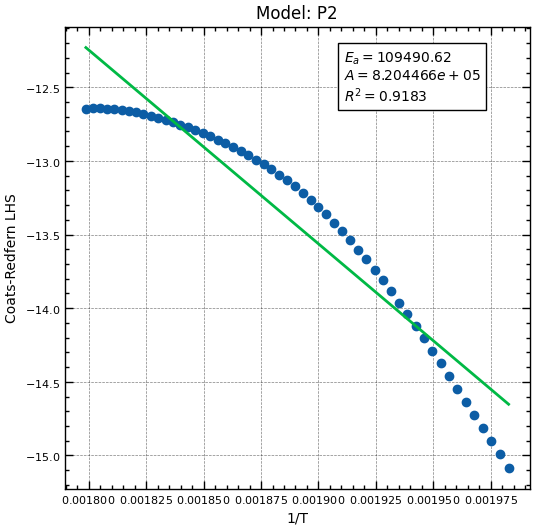 Model: P2
E_a = 109490.62
A = 8.204466e + 05
R^2 = 0.9183
−12.5
−13.0
−13.5
−14.0
−14.5
−15.0
Coats-Redfern LHS
0.001800 0.001825 0.001850 0.001875 0.001900 0.001925 0.001950 0.001975
1/T